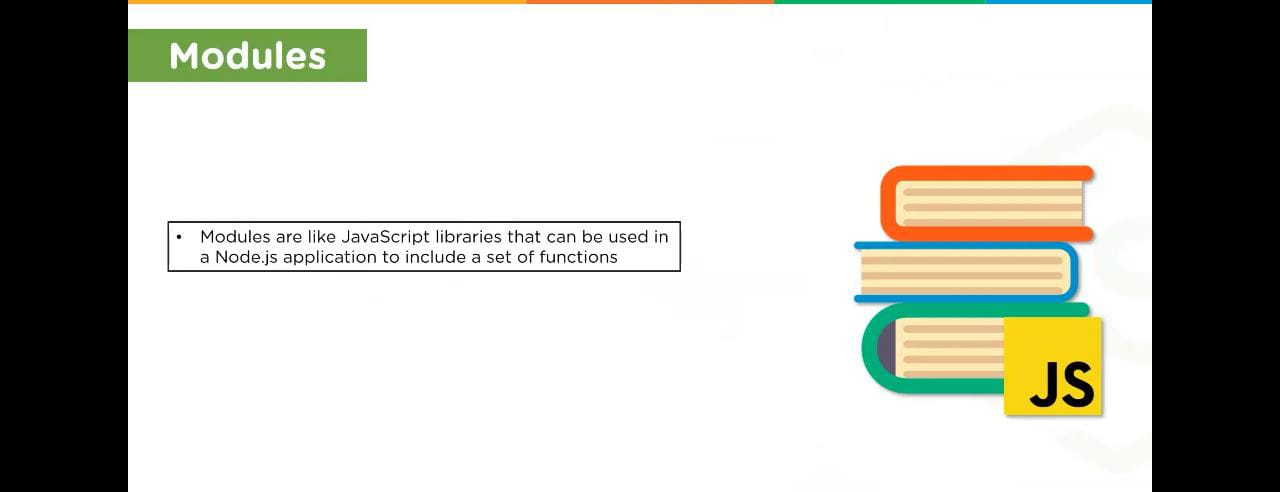 Modules
• Modules are like JavaScript libraries that can be used in
a Node.js application to include a set of functions
JS